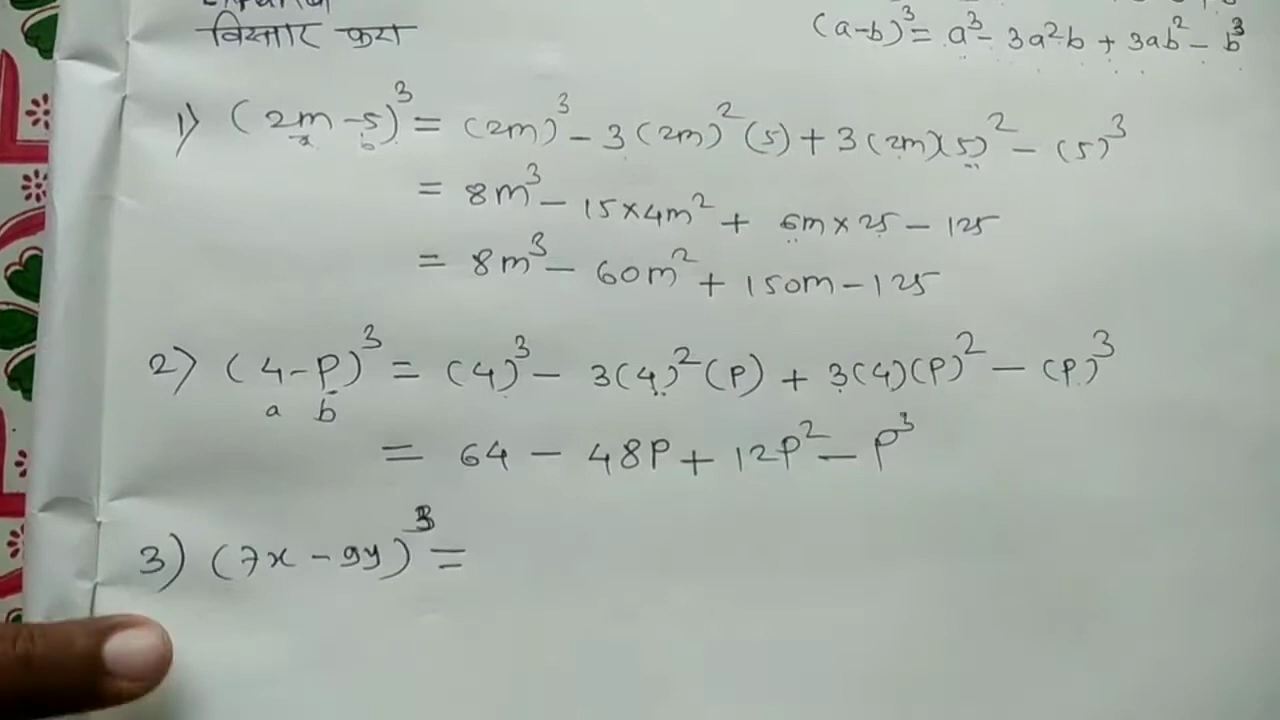 विस्तार करा
(a-b)³ = a³ - 3a²b + 3ab² - b³
1) (2m - 5)³ = (2m)³ - 3(2m)²(5) + 3(2m)(5)² - (5)³
a b
= 8m³ - 15×4m² + 6m×25 - 125
= 8m³ - 60m² + 150m - 125
2) (4 - P)³ = (4)³ - 3(4)²(P) + 3(4)(P)² - (P)³
a b
= 64 - 48P + 12P² - P³
3) (7x - 9y)³ =